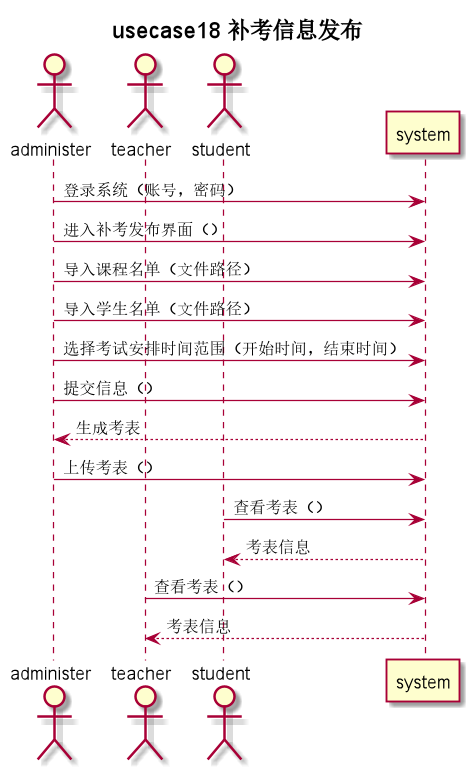 usecase18 补考信息发布
administer teacher student system
登录系统（账号，密码）
进入补考发布界面（）
导入课程名单（文件路径）
导入学生名单（文件路径）
选择考试安排时间范围（开始时间，结束时间）
提交信息（）
生成考表
上传考表（）
查看考表（）
考表信息
查看考表（）
考表信息
administer teacher student system